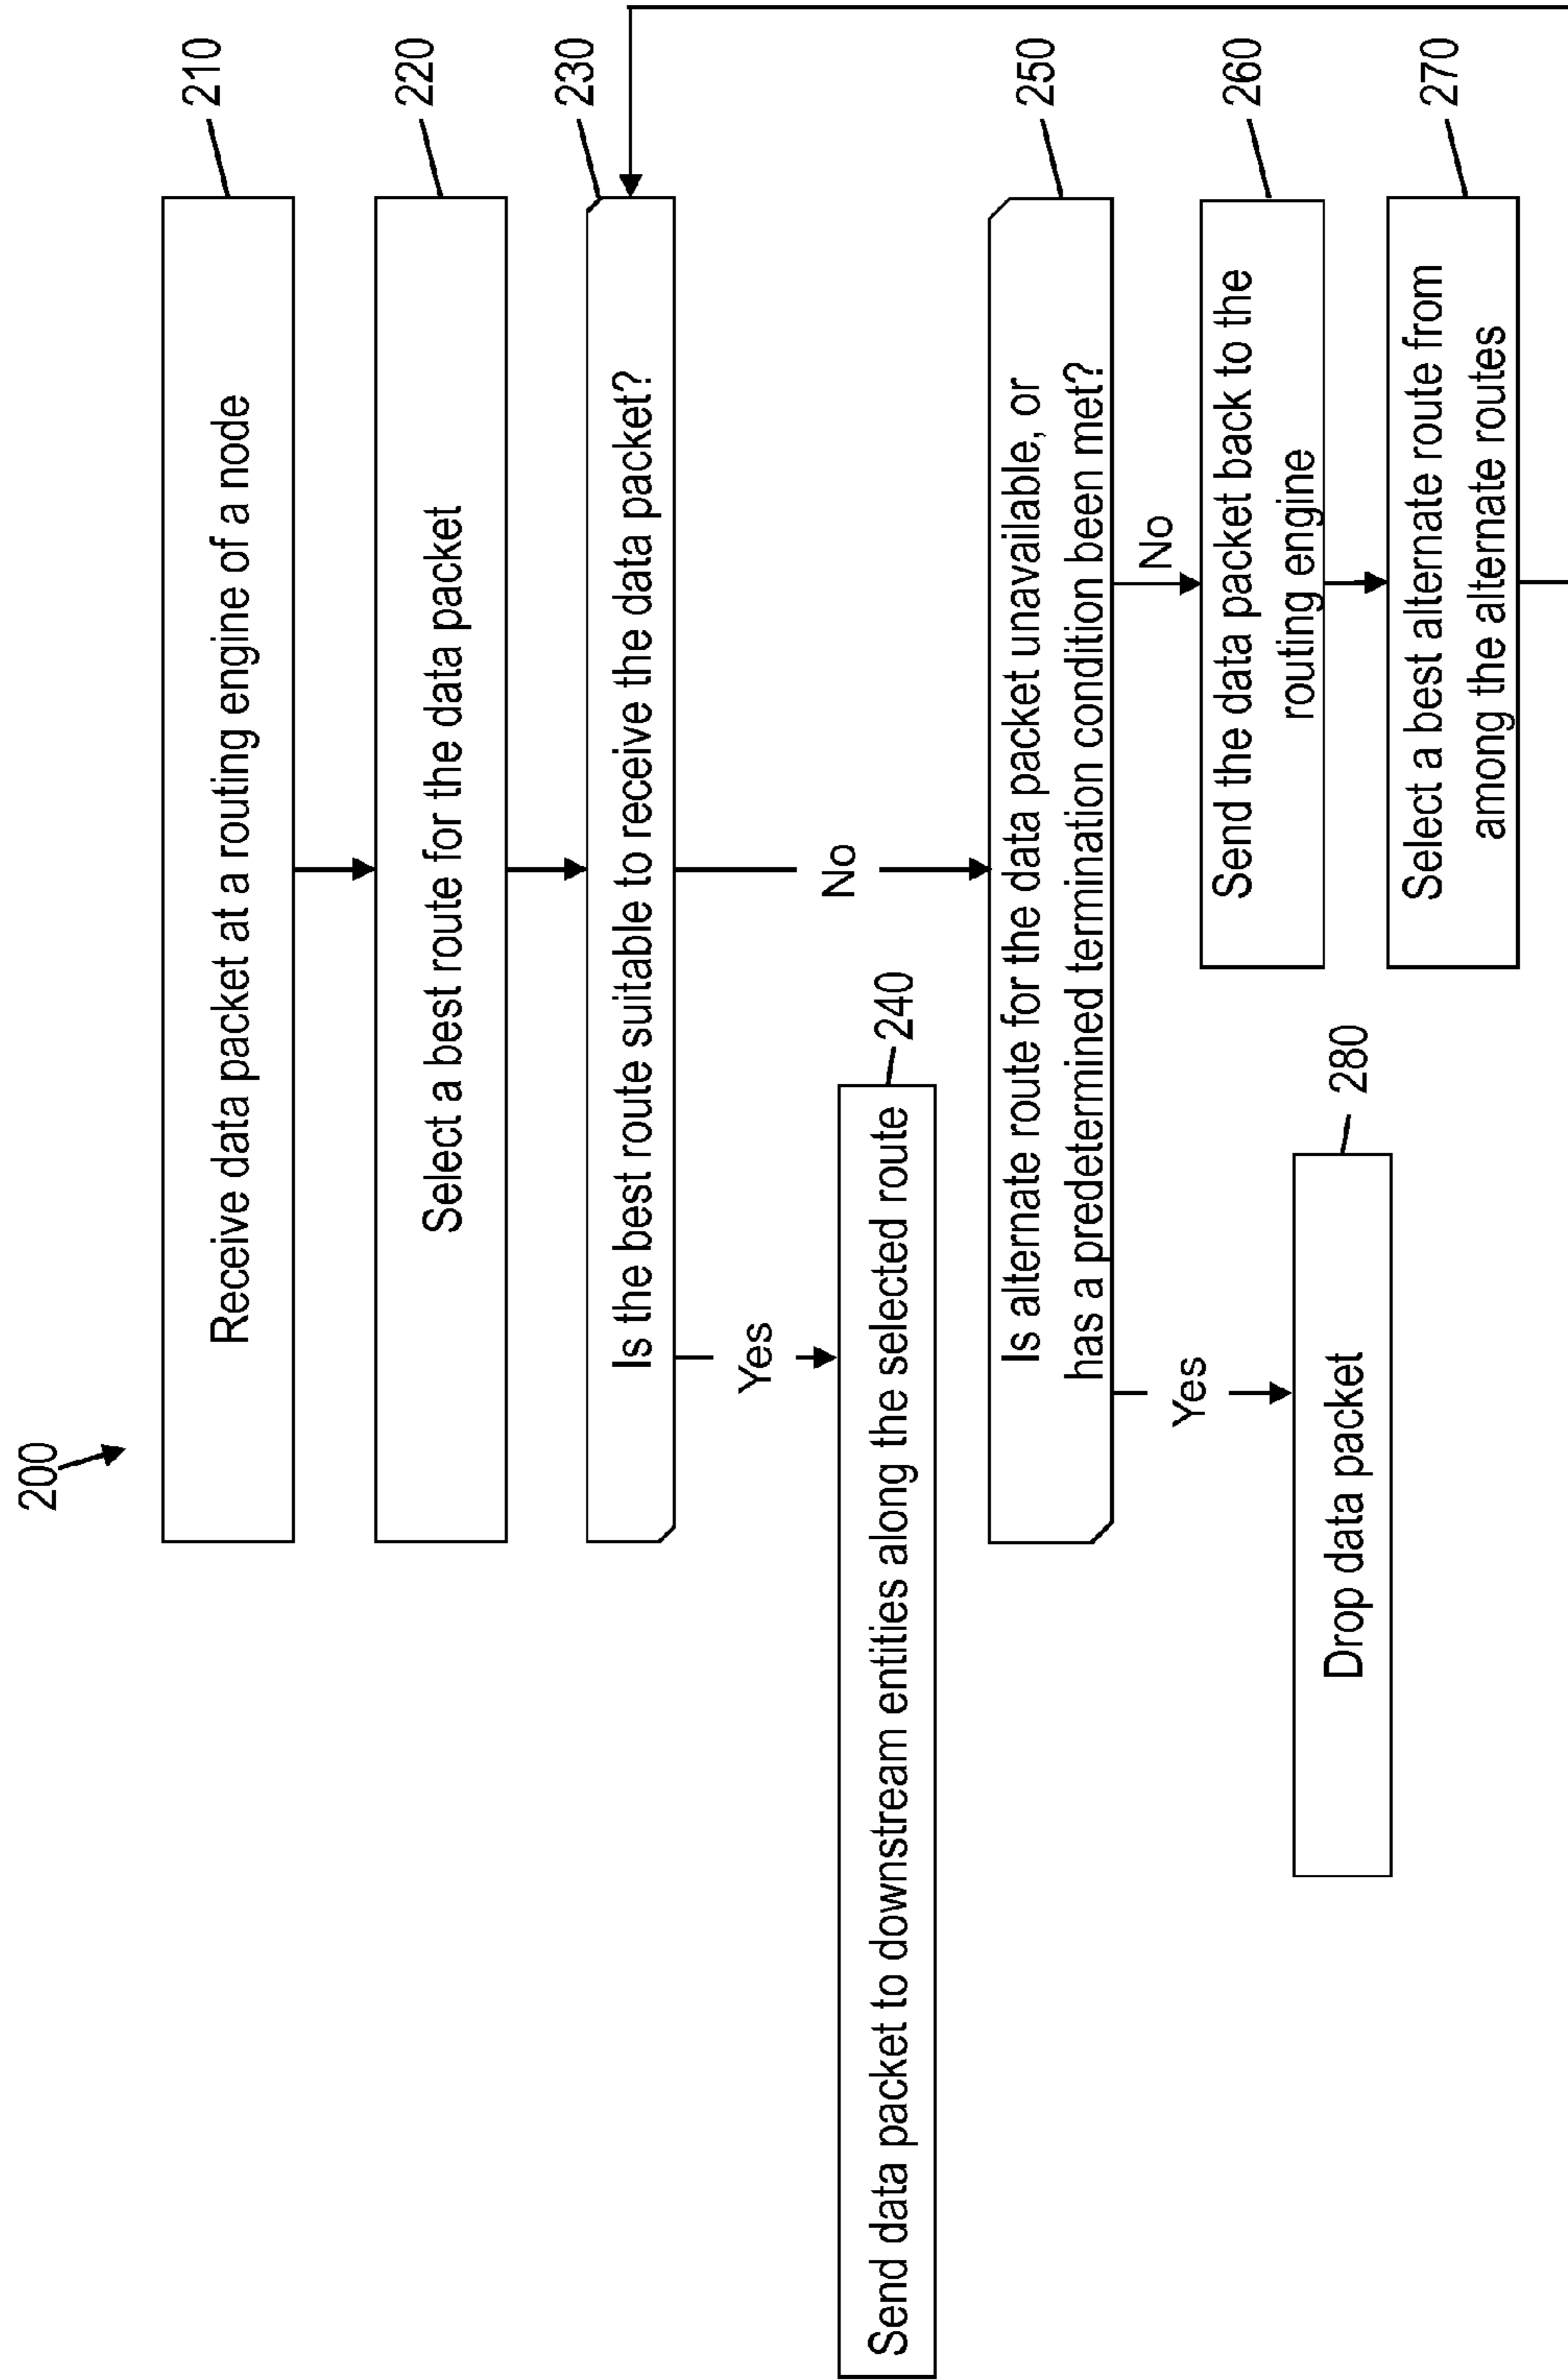 200
Receive data packet at a routing engine of a node
210
Select a best route for the data packet
220
Is the best route suitable to receive the data packet?
230
Yes
No
Send data packet to downstream entities along the selected route
240
Is alternate route for the data packet unavailable, or
has a predetermined termination condition been met?
250
Yes
No
Send the data packet back to the
routing engine
260
Drop data packet
280
Select a best alternate route from
among the alternate routes
270